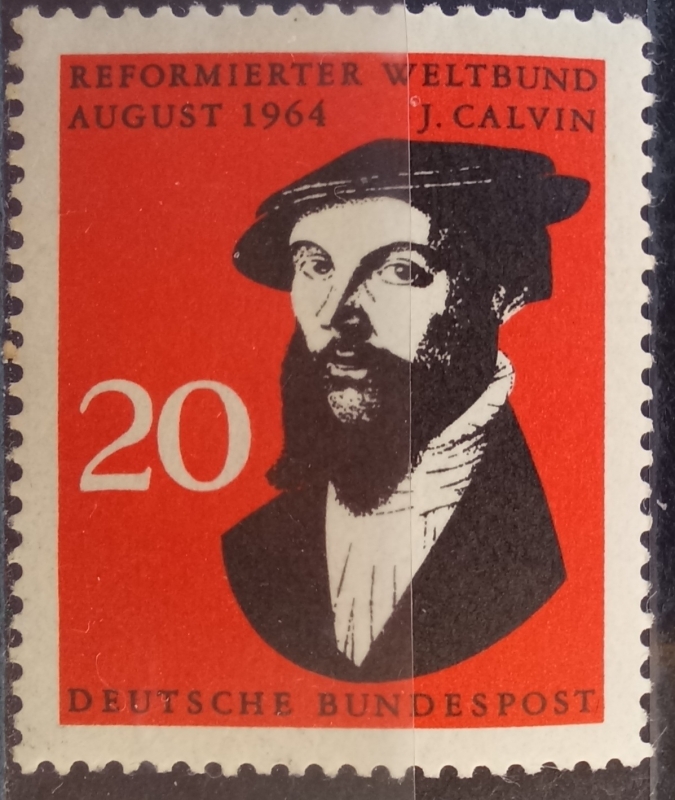 REFORMIERTER WELTBUND
AUGUST 1964 J. CALVIN
20
DEUTSCHE BUNDESPOST